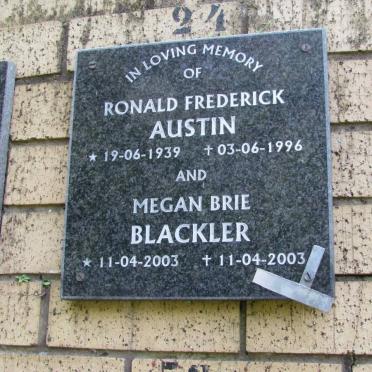 24
IN LOVING MEMORY
OF
RONALD FREDERICK
AUSTIN
★ 19-06-1939 ✝ 03-06-1996
AND
MEGAN BRIE
BLACKLER
★ 11-04-2003 ✝ 11-04-2003